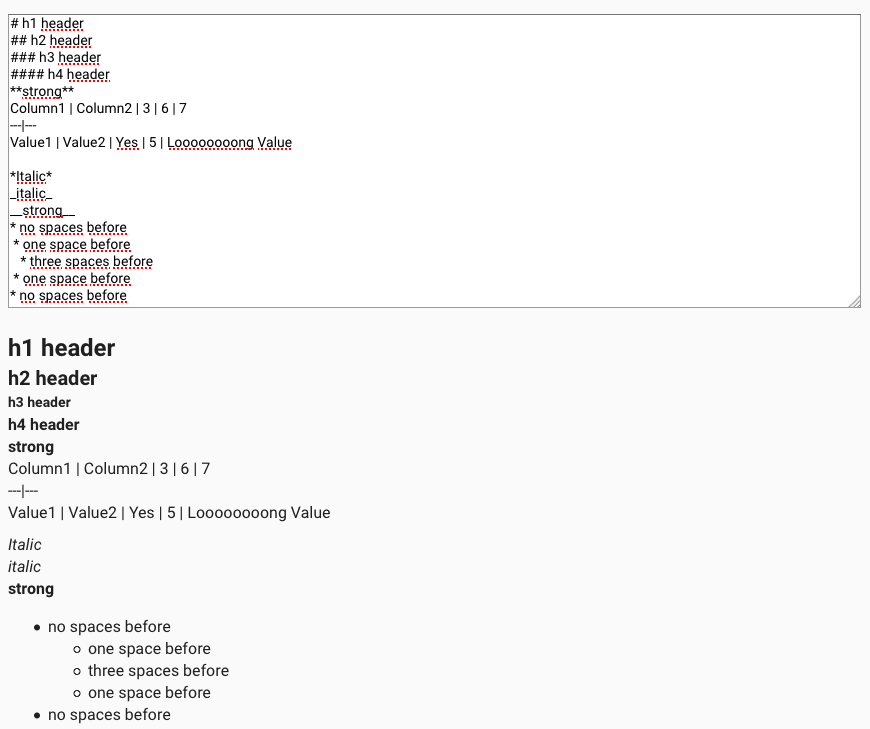 # h1 header
## h2 header
### h3 header
#### h4 header
**strong**
Column1 | Column2 | 3 | 6 | 7
---|---
Value1 | Value2 | Yes | 5 | Loooooooong Value
*Italic*
_italic_
__strong__
* no spaces before
 * one space before
   * three spaces before
 * one space before
* no spaces before
h1 header
h2 header
h3 header
h4 header
strong
Column1 | Column2 | 3 | 6 | 7
---|---
Value1 | Value2 | Yes | 5 | Loooooooong Value
Italic
italic
strong
• no spaces before
◦ one space before
◦ three spaces before
◦ one space before
• no spaces before